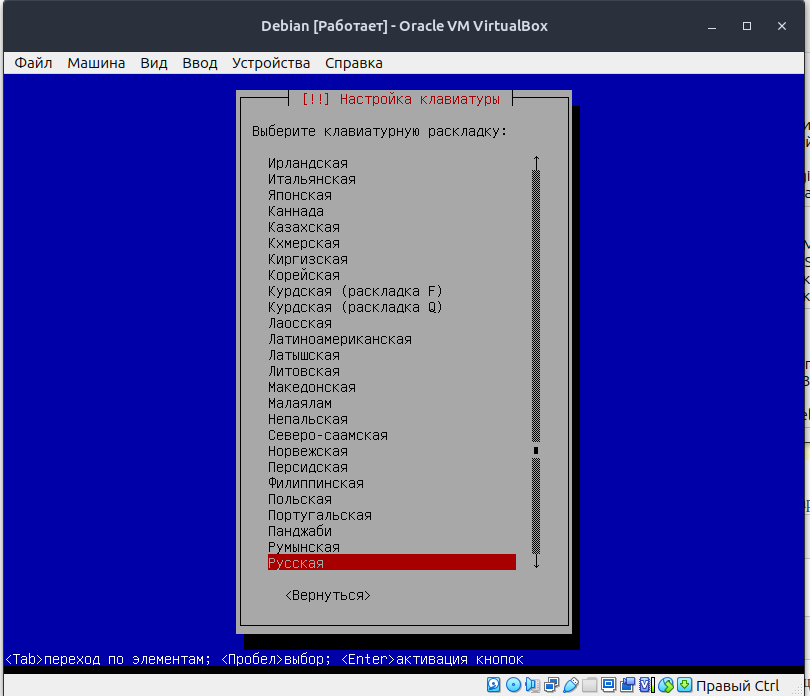 Debian [Работает] - Oracle VM VirtualBox
Файл Машина Вид Ввод Устройства Справка
[!!] Настройка клавиатуры
Выберите клавиатурную раскладку:
Ирландская
Итальянская
Японская
Каннада
Казахская
Кхмерская
Киргизская
Корейская
Курдская (раскладка F)
Курдская (раскладка Q)
Лаосская
Латиноамериканская
Латышская
Литовская
Македонская
Малаялам
Непальская
Северо-саамская
Норвежская
Персидская
Филиппинская
Польская
Португальская
Панджаби
Румынская
Русская
<Вернуться>
<Tab>переход по элементам; <Пробел>выбор; <Enter>активация кнопок
Правый Ctrl